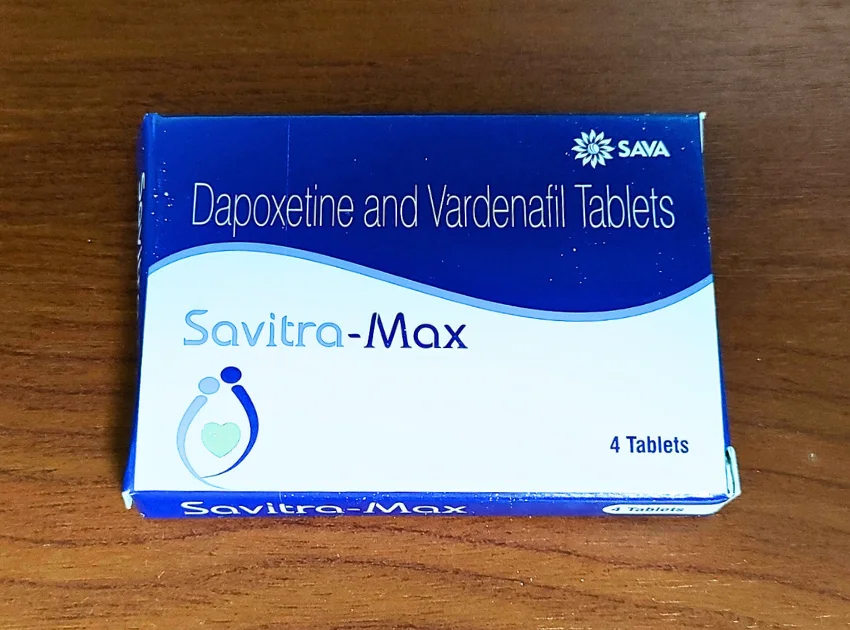 SAVA
Dapoxetine and Vardenafil Tablets
Savitra-Max
4 Tablets
Savitra-Max
4 Tablets